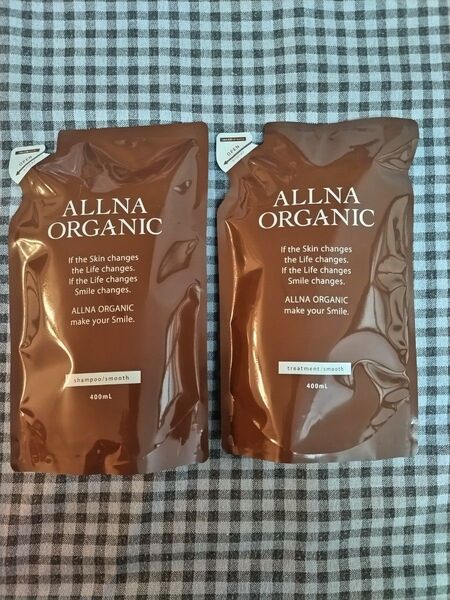 OPEN
ALLNA
ORGANIC
If the Skin changes
the Life changes.
If the Life changes
Smile changes.
ALLNA ORGANIC
make your Smile.
shampoo/smooth
400mL
OPEN
ALLNA
ORGANIC
If the Skin changes
the Life changes.
If the Life changes
Smile changes.
ALLNA ORGANIC
make your Smile.
treatment/smooth
400mL